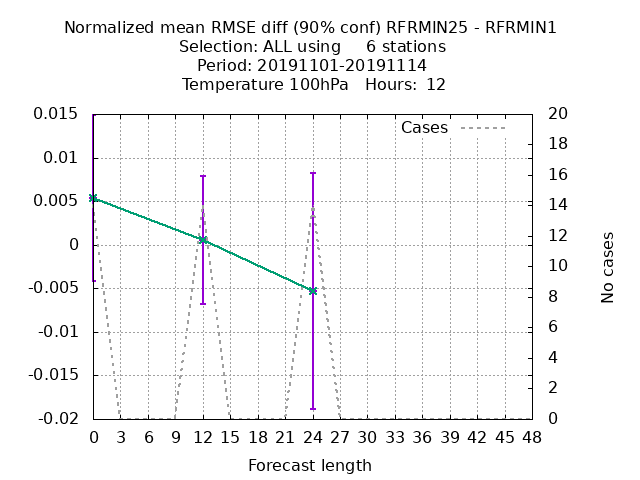 Normalized mean RMSE diff (90% conf) RFRMIN25 - RFRMIN1
Selection: ALL using     6 stations
Period: 20191101-20191114
Temperature 100hPa   Hours:  12
Cases
0.015
0.01
0.005
0
-0.005
-0.01
-0.015
-0.02
20
18
16
14
12
10
8
6
4
2
0
No cases
0 3 6 9 12 15 18 21 24 27 30 33 36 39 42 45 48
Forecast length